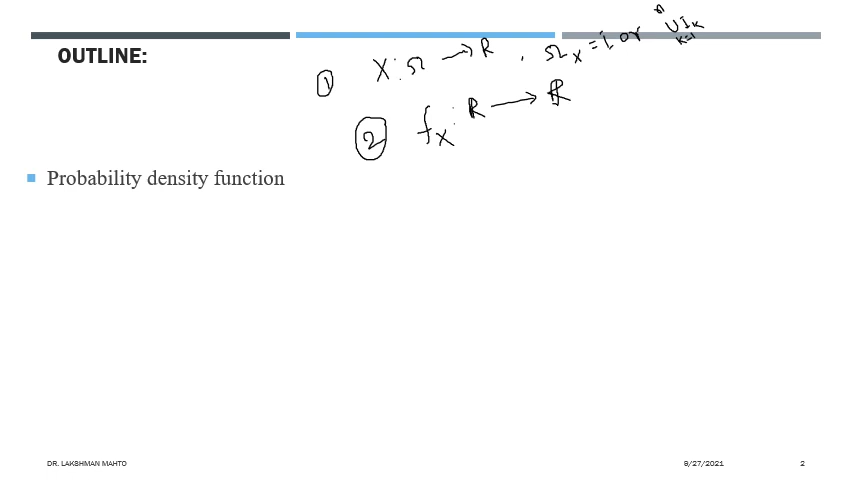 OUTLINE:
① X : Ω → R , Ω_X = i or ⋃_{k=1}^{n} I_k
② f_X : R → R
Probability density function
DR. LAKSHMAN MAHTO
9/27/2021
2